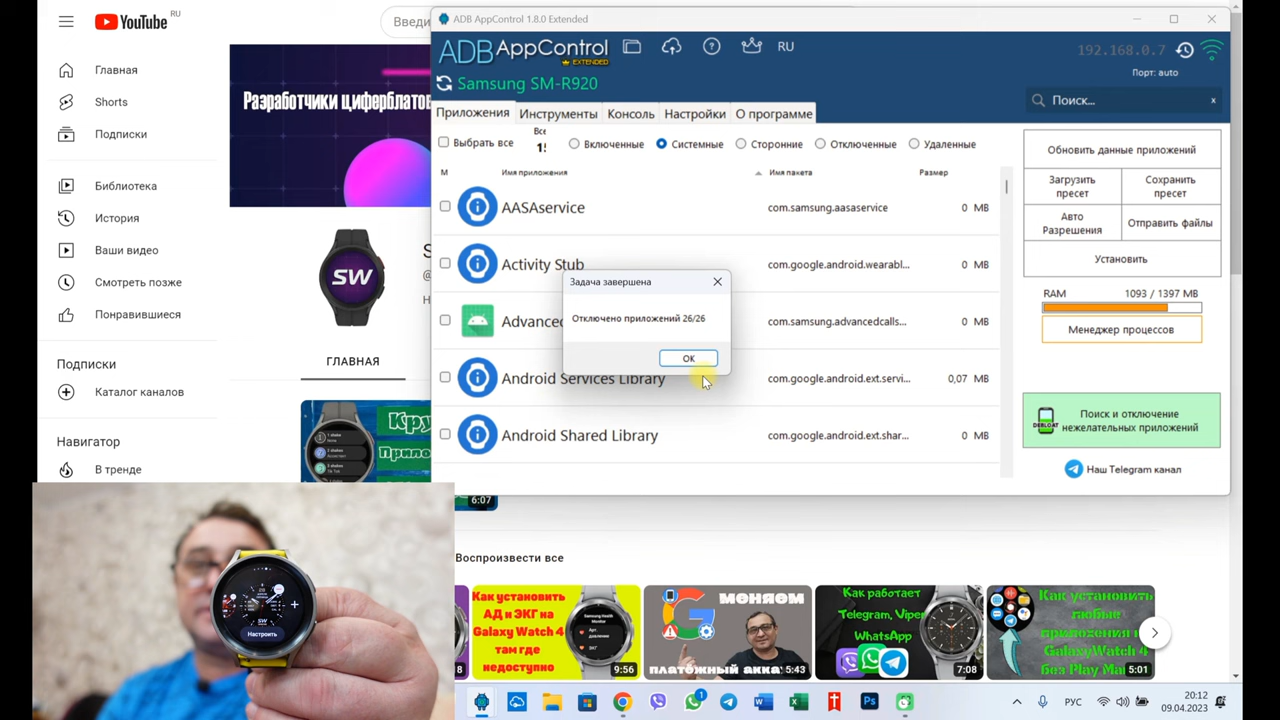 YouTube RU
Введи
Главная
Shorts
Подписки
Библиотека
История
Ваши видео
Смотреть позже
Понравившиеся
Подписки
Каталог каналов
Навигатор
В тренде
Разработчики циферблатов
SW
ГЛАВНАЯ
6:07
ADB AppControl 1.8.0 Extended
ADB AppControl
EXTENDED
RU
192.168.0.7
Порт: auto
Samsung SM-R920
Поиск...
x
Приложения
Инструменты
Консоль
Настройки
О программе
Выбрать все
Включенные
Системные
Сторонние
Отключенные
Удаленные
М
Имя приложения
Имя пакета
Размер
AASAservice
com.samsung.aasaservice
0 MB
Activity Stub
com.google.android.wearabl...
0 MB
Advanced
com.samsung.advancedcalls...
0 MB
Android Services Library
com.google.android.ext.servi...
0,07 MB
Android Shared Library
com.google.android.ext.shar...
0 MB
Задача завершена
Отключено приложений 26/26
OK
Обновить данные приложений
Загрузить
пресет
Сохранить
пресет
Авто
Разрешения
Отправить файлы
Установить
RAM
1093 / 1397 MB
Менеджер процессов
DEBLOAT
Поиск и отключение
нежелательных приложений
Наш Telegram канал
Воспроизвести все
Как установить
АД и ЭКГ на
Galaxy Watch 4
там где
недоступно
9:56
меняем
платёжный акка
5:43
Как работает
Telegram, Viper
WhatsApp
7:08
Как установить
любые
приложения н
GalaxyWatch 4
без Play Mar
5:01
Настроить
РУС
20:12
09.04.2023